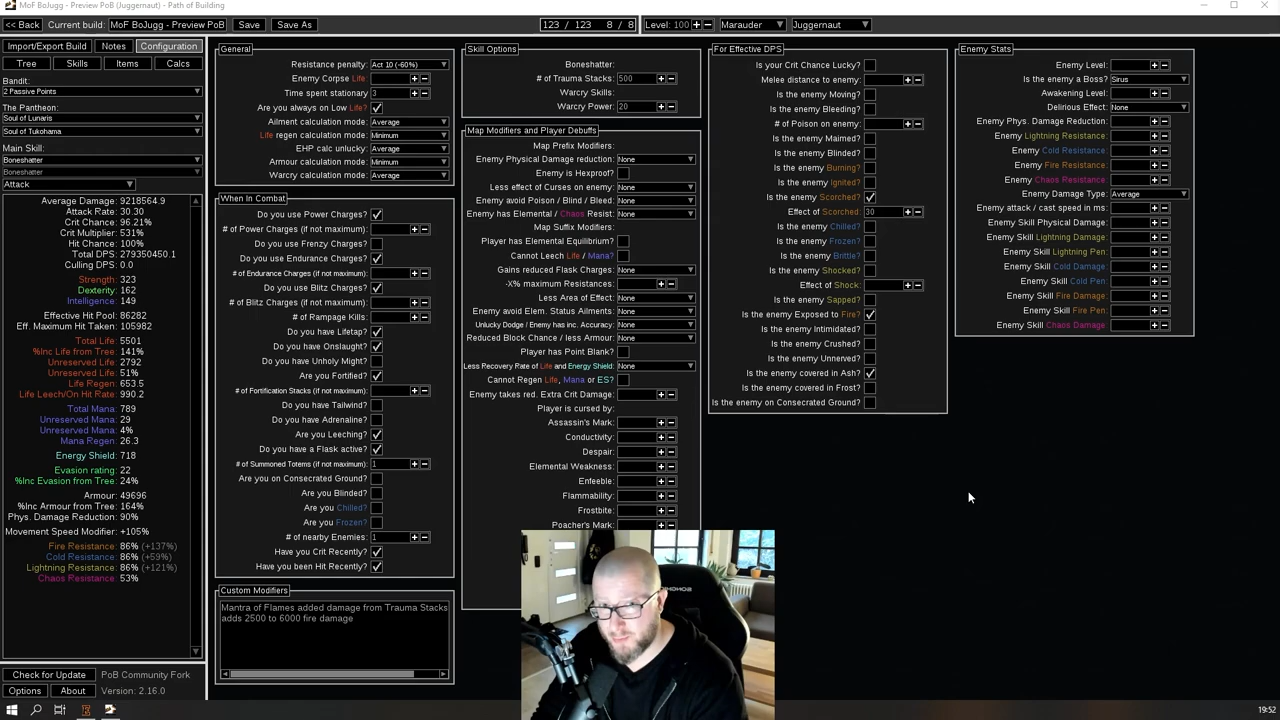 MoF BoJugg - Preview PoB (Juggernaut) - Path of Building
<< Back
Current build: MoF BoJugg - Preview PoB (Juggernaut)
Save
Save As
123 / 123 8 / 8
Level: 100 + -
Marauder
Juggernaut
Import/Export Build
Notes
Configuration
Tree
Skills
Items
Calcs
Bandit:
2 Passive Points
The Pantheon:
Soul of Lunaris
Soul of Tukohama
Main Skill:
Boneshatter
Boneshatter
Attack
Average Damage: 9218564.9
Attack Rate: 30.30
Crit Chance: 96.21%
Crit Multiplier: 531%
Hit Chance: 100%
Total DPS: 279350450.1
Culling DPS: 0.0
Strength: 323
Dexterity: 162
Intelligence: 149
Effective Hit Pool: 86282
Eff. Maximum Hit Taken: 105982
Total Life: 5501
%Inc Life from Tree: 141%
Unreserved Life: 2792
Unreserved Life: 51%
Life Regen: 653.5
Life Leech/On Hit Rate: 990.2
Total Mana: 789
Unreserved Mana: 29
Unreserved Mana: 4%
Mana Regen: 26.3
Energy Shield: 718
Evasion rating: 22
%Inc Evasion from Tree: 24%
Armour: 49696
%Inc Armour from Tree: 164%
Phys. Damage Reduction: 90%
Movement Speed Modifier: +105%
Fire Resistance: 86% (+137%)
Cold Resistance: 86% (+59%)
Lightning Resistance: 86% (+121%)
Chaos Resistance: 53%
Check for Update
PoB Community Fork
Options
About
Version: 2.16.0
General
Resistance penalty: Act 10 (-60%)
Enemy Corpse Life:
Time spent stationary 3
Are you always on Low Life?
Ailment calculation mode: Average
Life regen calculation mode: Minimum
EHP calc unlucky: Average
Armour calculation mode: Minimum
Warcry calculation mode: Average
When In Combat
Do you use Power Charges?
# of Power Charges (if not maximum):
Do you use Frenzy Charges?
Do you use Endurance Charges?
# of Endurance Charges (if not maximum):
Do you use Blitz Charges?
# of Blitz Charges (if not maximum):
# of Rampage Kills:
Do you have Lifetap?
Do you have Onslaught?
Do you have Unholy Might?
Are you Fortified?
# of Fortification Stacks (if not maximum):
Do you have Tailwind?
Do you have Adrenaline?
Are you Leeching?
Do you have a Flask active?
# of Summoned Totems (if not maximum): 1
Are you on Consecrated Ground?
Are you Blinded?
Are you Chilled?
Are you Frozen?
# of nearby Enemies: 1
Have you Crit Recently?
Have you been Hit Recently?
Custom Modifiers
Mantra of Flames added damage from Trauma Stacks
adds 2500 to 6000 fire damage
Skill Options
Boneshatter:
# of Trauma Stacks: 500
Warcry Skills:
Warcry Power: 20
Map Modifiers and Player Debuffs
Map Prefix Modifiers:
Enemy Physical Damage reduction: None
Enemy is Hexproof?
Less effect of Curses on enemy: None
Enemy avoid Poison / Blind / Bleed: None
Enemy has Elemental / Chaos Resist: None
Map Suffix Modifiers:
Player has Elemental Equilibrium?
Cannot Leech Life / Mana?
Gains reduced Flask Charges: None
-X% maximum Resistances:
Less Area of Effect: None
Enemy avoid Elem. Status Ailments: None
Unlucky Dodge / Enemy has inc. Accuracy: None
Reduced Block Chance / less Armour: None
Player has Point Blank?
Less Recovery Rate of Life and Energy Shield: None
Cannot Regen Life, Mana or ES?
Enemy takes red. Extra Crit Damage:
Player is cursed by:
Assassin's Mark:
Conductivity:
Despair:
Elemental Weakness:
Enfeeble:
Flammability:
Frostbite:
Poacher's Mark:
For Effective DPS
Is your Crit Chance Lucky?
Melee distance to enemy:
Is the enemy Moving?
Is the enemy Bleeding?
# of Poison on enemy:
Is the enemy Maimed?
Is the enemy Blinded?
Is the enemy Burning?
Is the enemy Ignited?
Is the enemy Scorched?
Effect of Scorched: 30
Is the enemy Chilled?
Is the enemy Frozen?
Is the enemy Brittle?
Is the enemy Shocked?
Effect of Shock:
Is the enemy Sapped?
Is the enemy Exposed to Fire?
Is the enemy Intimidated?
Is the enemy Crushed?
Is the enemy Unnerved?
Is the enemy covered in Ash?
Is the enemy covered in Frost?
Is the enemy on Consecrated Ground?
Enemy Stats
Enemy Level:
Is the enemy a Boss? Sirus
Awakening Level:
Delirious Effect: None
Enemy Phys. Damage Reduction:
Enemy Lightning Resistance:
Enemy Cold Resistance:
Enemy Fire Resistance:
Enemy Chaos Resistance:
Enemy Damage Type: Average
Enemy attack / cast speed in ms
Enemy Skill Physical Damage:
Enemy Skill Lightning Damage:
Enemy Skill Lightning Pen:
Enemy Skill Cold Damage:
Enemy Skill Cold Pen:
Enemy Skill Fire Damage:
Enemy Skill Fire Pen:
Enemy Skill Chaos Damage:
19:52